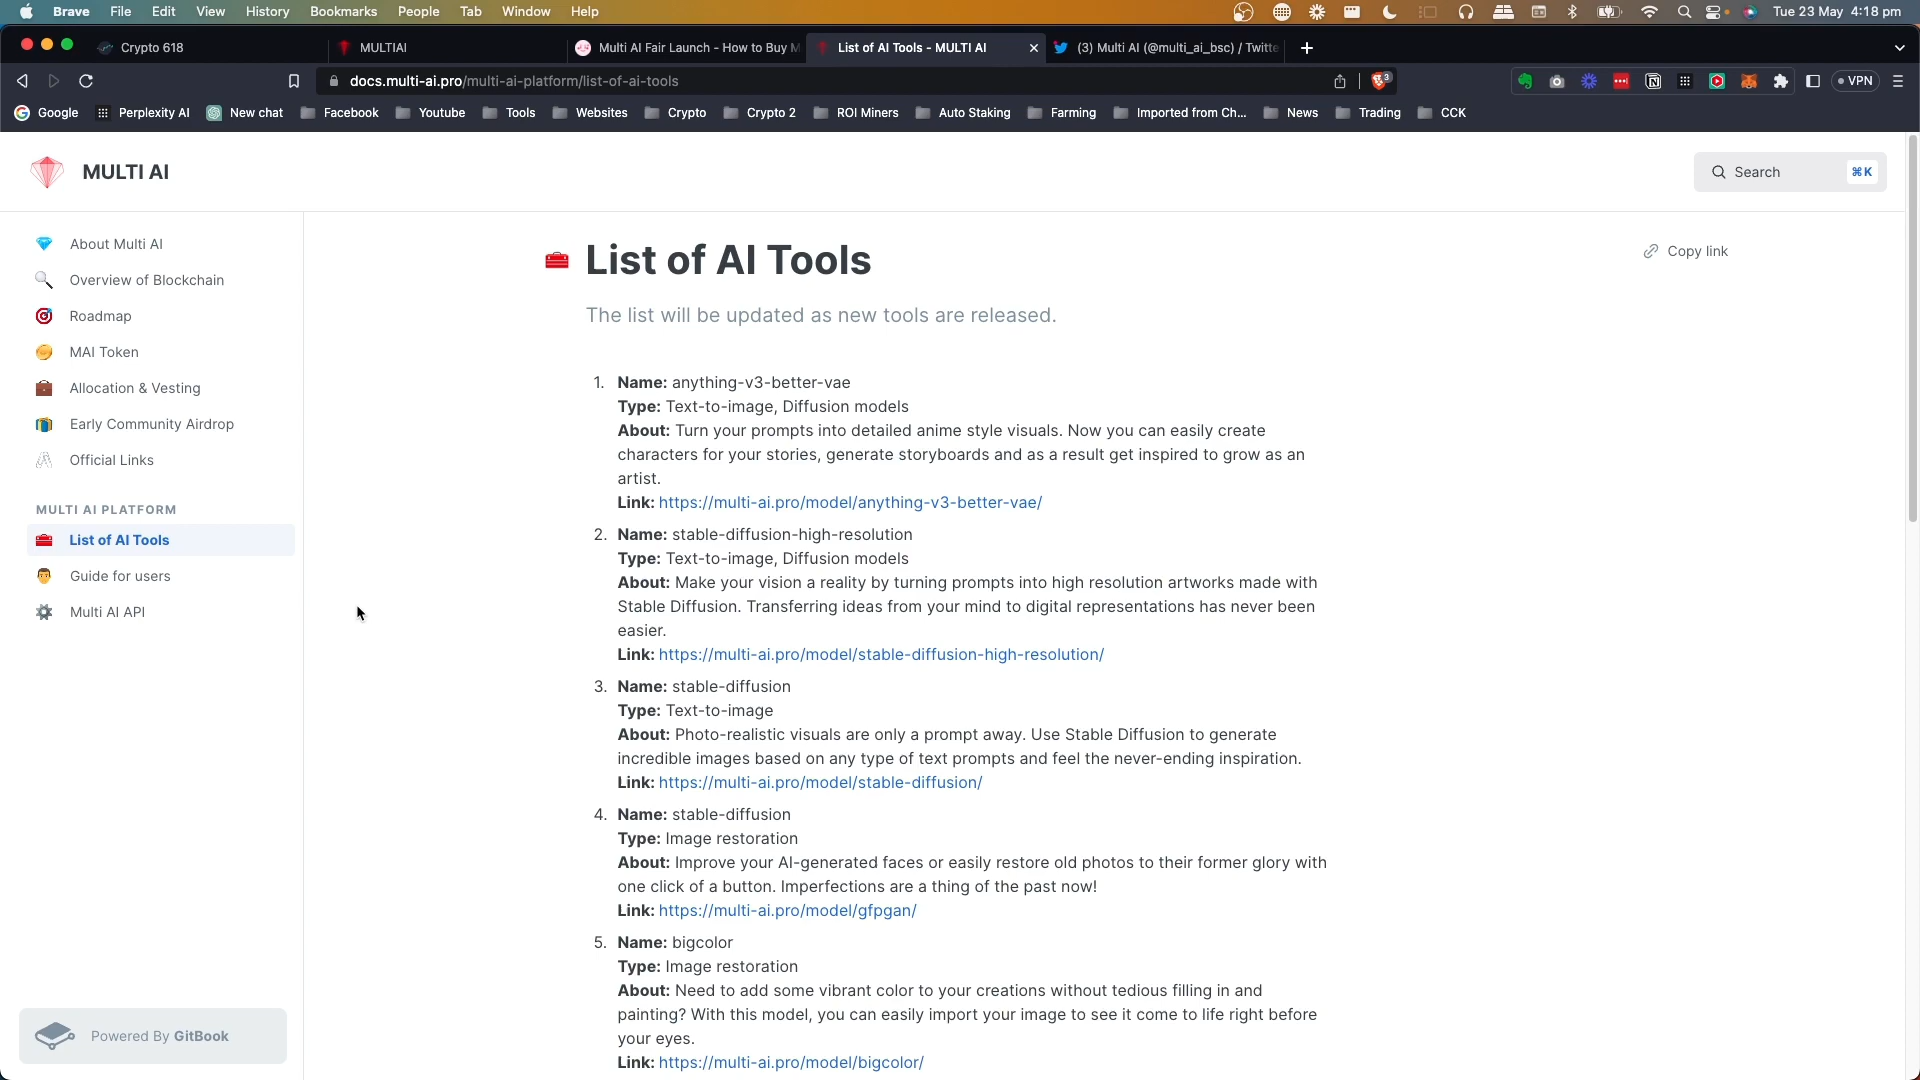 Brave File Edit View History Bookmarks People Tab Window Help Tue 23 May 4:18 pm
Crypto 618 MULTIAI Multi AI Fair Launch - How to Buy M List of AI Tools - MULTI AI (3) Multi AI (@multi_ai_bsc) / Twitte
docs.multi-ai.pro/multi-ai-platform/list-of-ai-tools 3 VPN
Google Perplexity AI New chat Facebook Youtube Tools Websites Crypto Crypto 2 ROI Miners Auto Staking Farming Imported from Ch... News Trading CCK
MULTI AI
Search ⌘K
About Multi AI
Overview of Blockchain
Roadmap
MAI Token
Allocation & Vesting
Early Community Airdrop
Official Links
MULTI AI PLATFORM
List of AI Tools
Guide for users
Multi AI API
Powered By GitBook
List of AI Tools
Copy link
The list will be updated as new tools are released.
1. Name: anything-v3-better-vae
Type: Text-to-image, Diffusion models
About: Turn your prompts into detailed anime style visuals. Now you can easily create
characters for your stories, generate storyboards and as a result get inspired to grow as an
artist.
Link: https://multi-ai.pro/model/anything-v3-better-vae/
2. Name: stable-diffusion-high-resolution
Type: Text-to-image, Diffusion models
About: Make your vision a reality by turning prompts into high resolution artworks made with
Stable Diffusion. Transferring ideas from your mind to digital representations has never been
easier.
Link: https://multi-ai.pro/model/stable-diffusion-high-resolution/
3. Name: stable-diffusion
Type: Text-to-image
About: Photo-realistic visuals are only a prompt away. Use Stable Diffusion to generate
incredible images based on any type of text prompts and feel the never-ending inspiration.
Link: https://multi-ai.pro/model/stable-diffusion/
4. Name: stable-diffusion
Type: Image restoration
About: Improve your AI-generated faces or easily restore old photos to their former glory with
one click of a button. Imperfections are a thing of the past now!
Link: https://multi-ai.pro/model/gfpgan/
5. Name: bigcolor
Type: Image restoration
About: Need to add some vibrant color to your creations without tedious filling in and
painting? With this model, you can easily import your image to see it come to life right before
your eyes.
Link: https://multi-ai.pro/model/bigcolor/